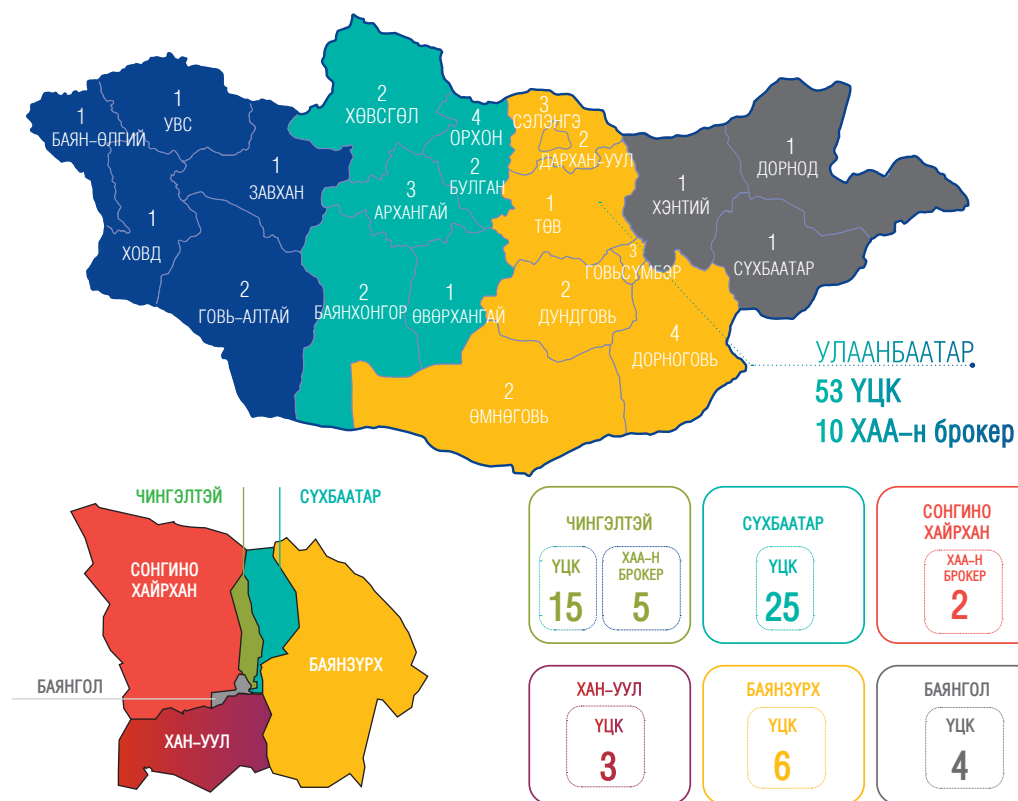 1
БАЯН-ӨЛГИЙ
1
УВС
1
ЗАВХАН
1
ХОВД
2
ГОВЬ-АЛТАЙ
2
ХӨВСГӨЛ
4
ОРХОН
2
БУЛГАН
3
АРХАНГАЙ
2
БАЯНХОНГОР
1
ӨВӨРХАНГАЙ
3
СЭЛЭНГЭ
2
ДАРХАН-УУЛ
1
ТӨВ
3
ГОВЬСҮМБЭР
2
ДУНДГОВЬ
4
ДОРНОГОВЬ
2
ӨМНӨГОВЬ
1
ХЭНТИЙ
1
ДОРНОД
1
СҮХБААТАР
УЛААНБААТАР
53 ҮЦК
10 ХАА-н брокер
ЧИНГЭЛТЭЙ
СҮХБААТАР
СОНГИНО
ХАЙРХАН
БАЯНЗҮРХ
БАЯНГОЛ
ХАН-УУЛ
ЧИНГЭЛТЭЙ
ҮЦК
15
ХАА-Н
БРОКЕР
5
СҮХБААТАР
ҮЦК
25
СОНГИНО
ХАЙРХАН
ХАА-Н
БРОКЕР
2
ХАН-УУЛ
ҮЦК
3
БАЯНЗҮРХ
ҮЦК
6
БАЯНГОЛ
ҮЦК
4